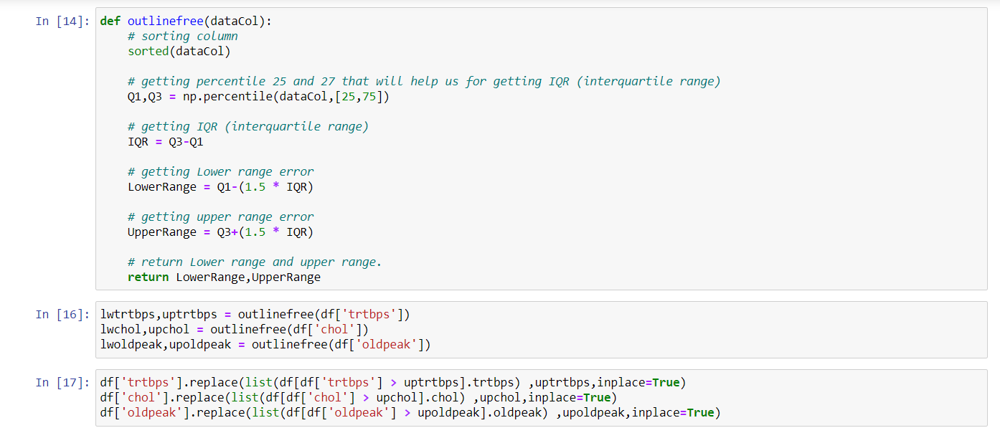 In [14]: def outlinefree(dataCol):
    # sorting column
    sorted(dataCol)
    # getting percentile 25 and 27 that will help us for getting IQR (interquartile range)
    Q1,Q3 = np.percentile(dataCol,[25,75])
    # getting IQR (interquartile range)
    IQR = Q3-Q1
    # getting Lower range error
    LowerRange = Q1-(1.5 * IQR)
    # getting upper range error
    UpperRange = Q3+(1.5 * IQR)
    # return Lower range and upper range.
    return LowerRange,UpperRange
In [16]: lwtrtbps,uptrtbps = outlinefree(df['trtbps'])
lwchol,upchol = outlinefree(df['chol'])
lwoldpeak,upoldpeak = outlinefree(df['oldpeak'])
In [17]: df['trtbps'].replace(list(df[df['trtbps'] > uptrtbps].trtbps) ,uptrtbps,inplace=True)
df['chol'].replace(list(df[df['chol'] > upchol].chol) ,upchol,inplace=True)
df['oldpeak'].replace(list(df[df['oldpeak'] > upoldpeak].oldpeak) ,upoldpeak,inplace=True)